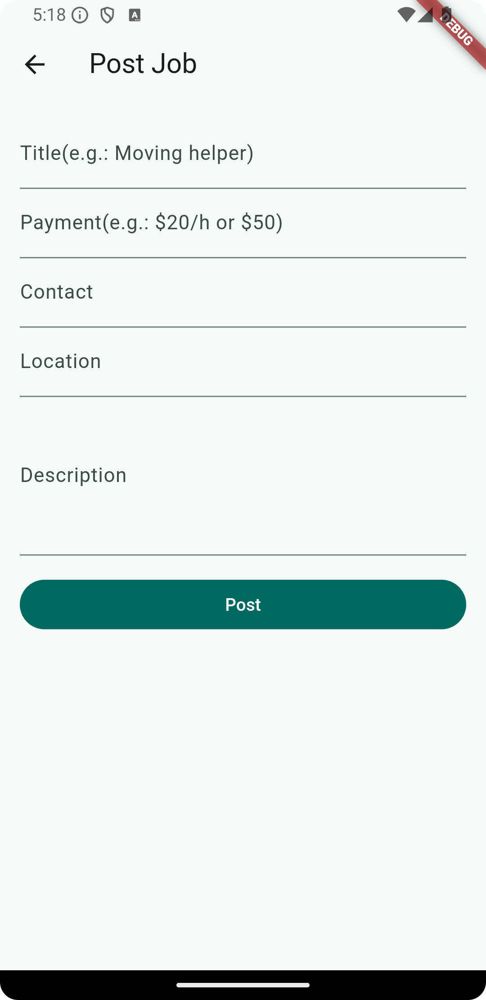 5:18
DEBUG
Post Job
Title(e.g.: Moving helper)
Payment(e.g.: $20/h or $50)
Contact
Location
Description
Post